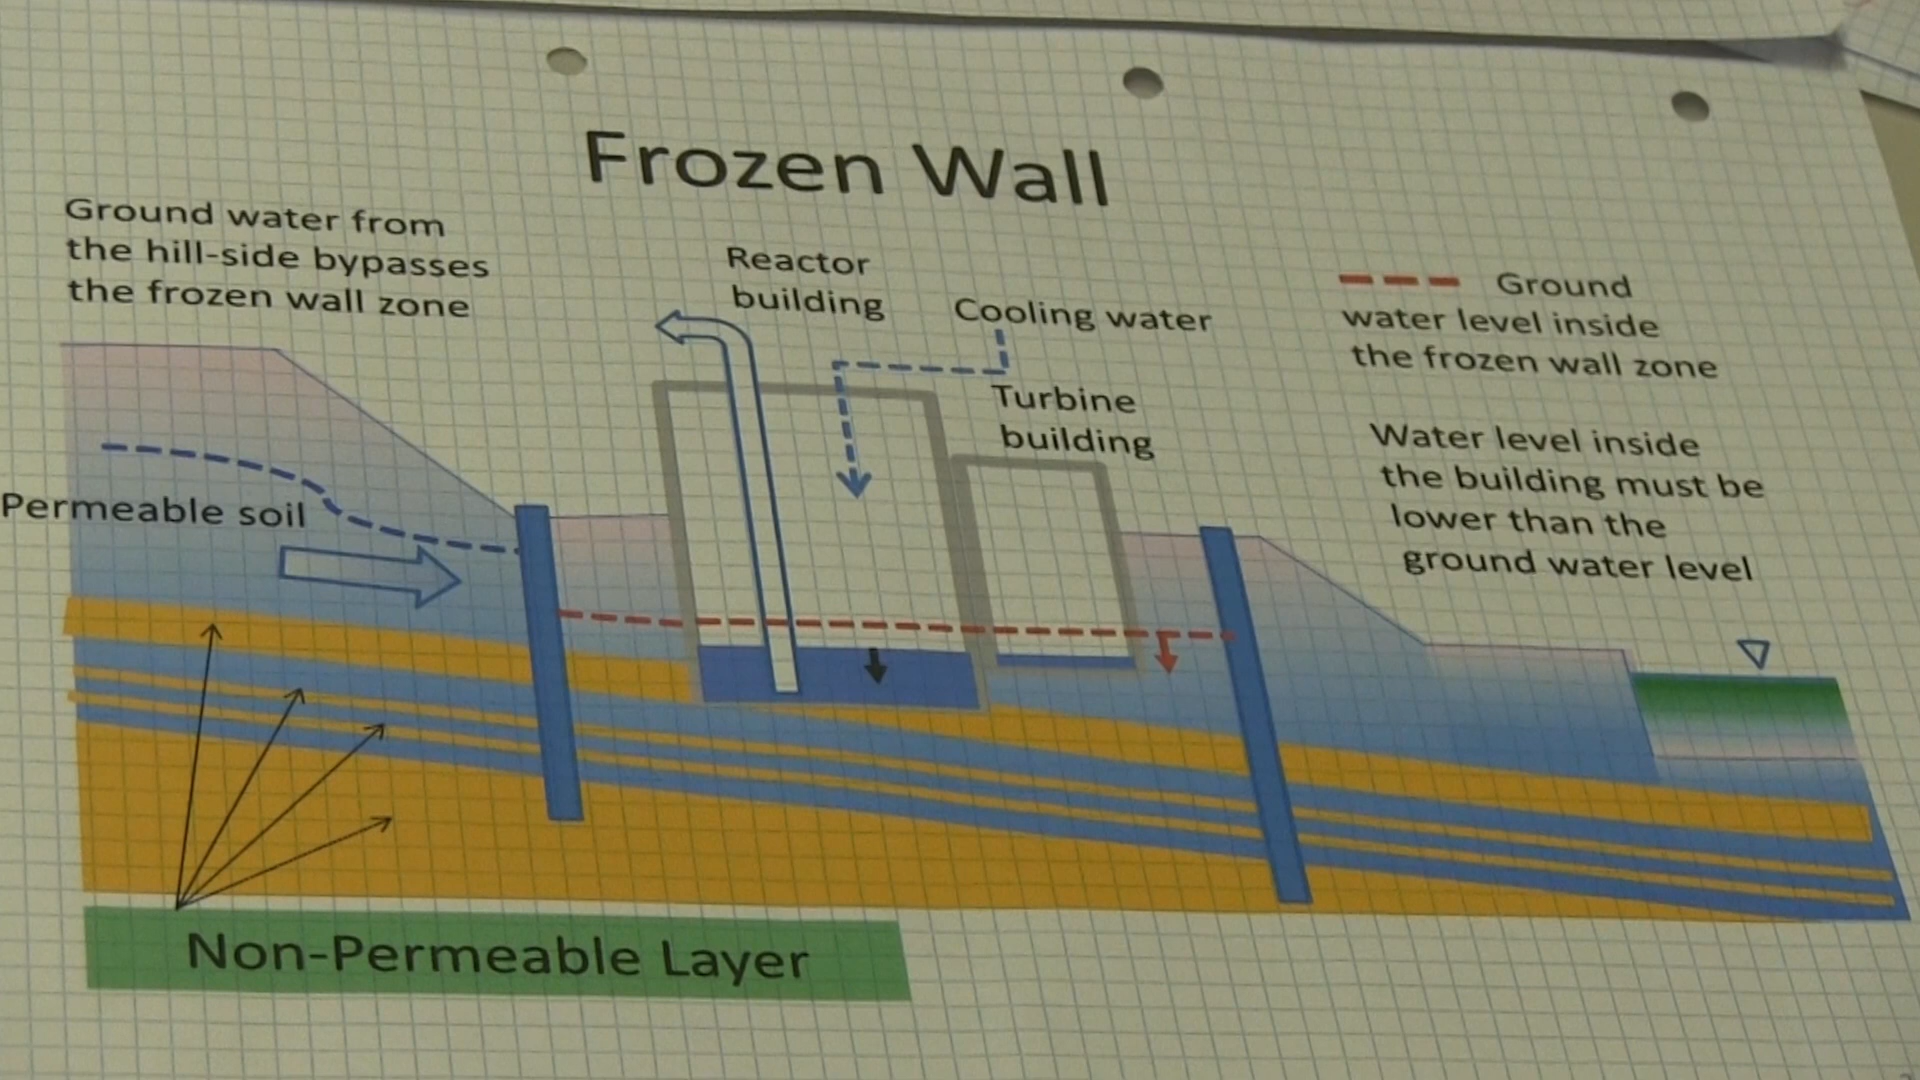 Frozen Wall
Ground water from
the hill-side bypasses
the frozen wall zone
Reactor
building
Cooling water
Turbine
building
Ground
water level inside
the frozen wall zone
Water level inside
the building must be
lower than the
ground water level
Permeable soil
Non-Permeable Layer